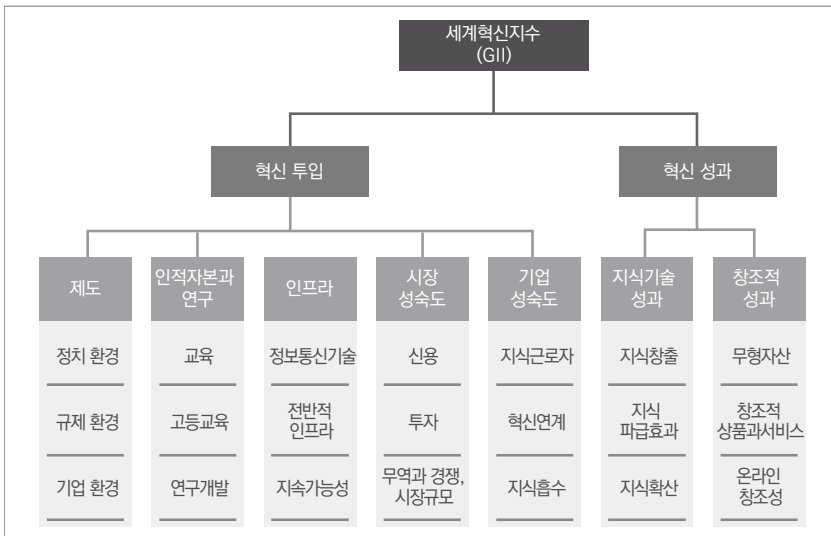 세계혁신지수
(GII)
혁신 투입
혁신 성과
제도
인적자본과
연구
인프라
시장
성숙도
기업
성숙도
지식기술
성과
창조적
성과
정치 환경
교육
정보통신기술
신용
지식근로자
지식창출
무형자산
규제 환경
고등교육
전반적
인프라
투자
혁신연계
지식
파급효과
창조적
상품과서비스
기업 환경
연구개발
지속가능성
무역과 경쟁,
시장규모
지식흡수
지식확산
온라인
창조성